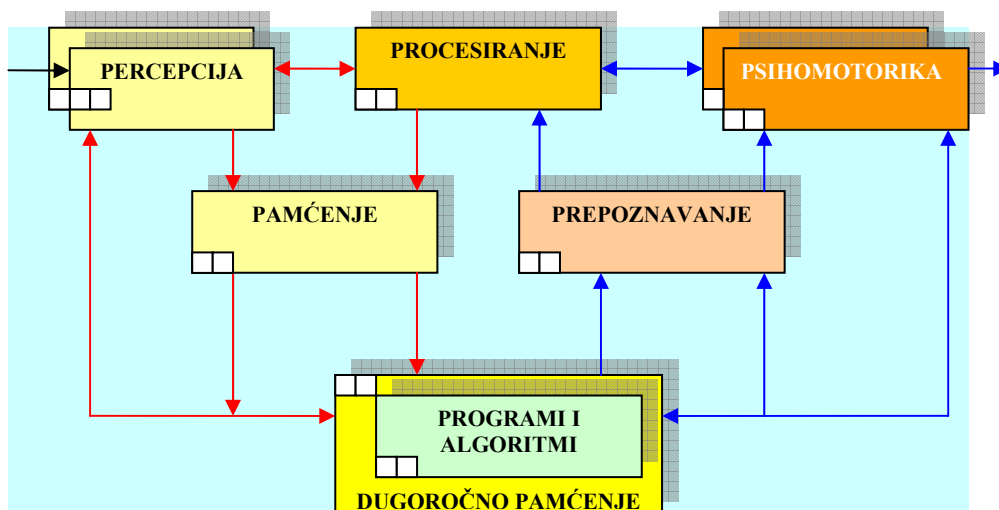 PERCEPCIJA
PROCESIRANJE
PSIHOMOTORIKA
PAMĆENJE
PREPOZNAVANJE
PROGRAMI I
ALGORITMI
DUGOROČNO PAMĆENJE